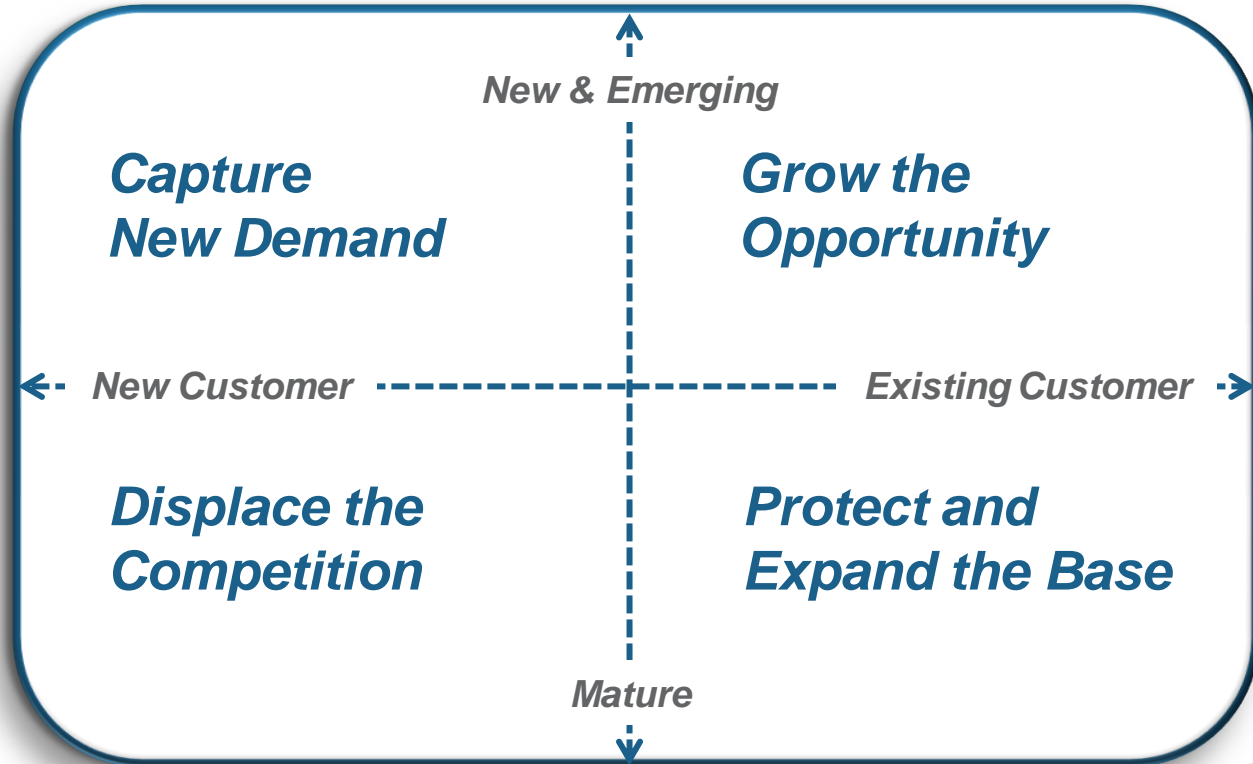 New & Emerging
Capture
New Demand
Grow the
Opportunity
New Customer
Existing Customer
Displace the
Competition
Protect and
Expand the Base
Mature